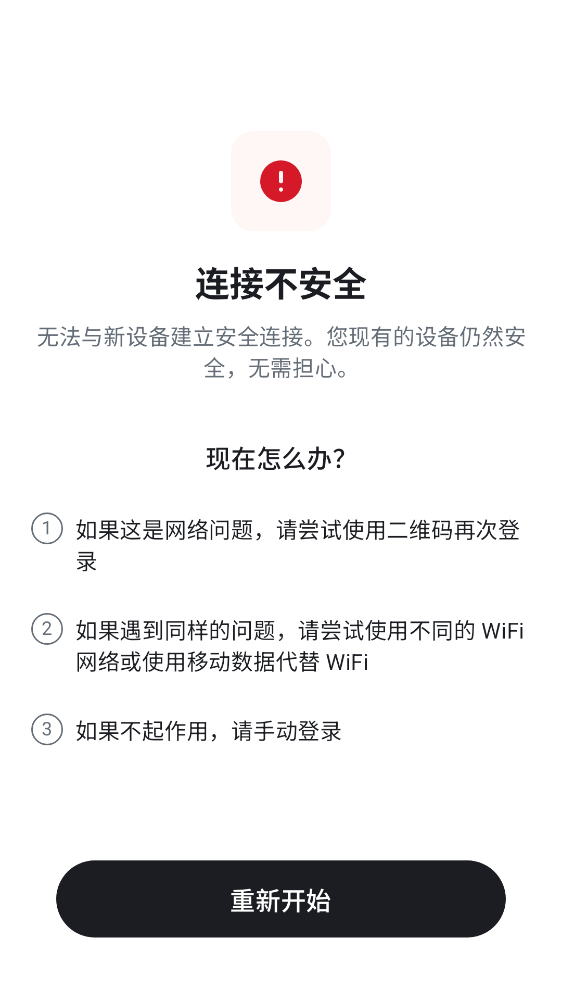 连接不安全
无法与新设备建立安全连接。您现有的设备仍然安
全，无需担心。
现在怎么办？
1 如果这是网络问题，请尝试使用二维码再次登
录
2 如果遇到同样的问题，请尝试使用不同的 WiFi
网络或使用移动数据代替 WiFi
3 如果不起作用，请手动登录
重新开始